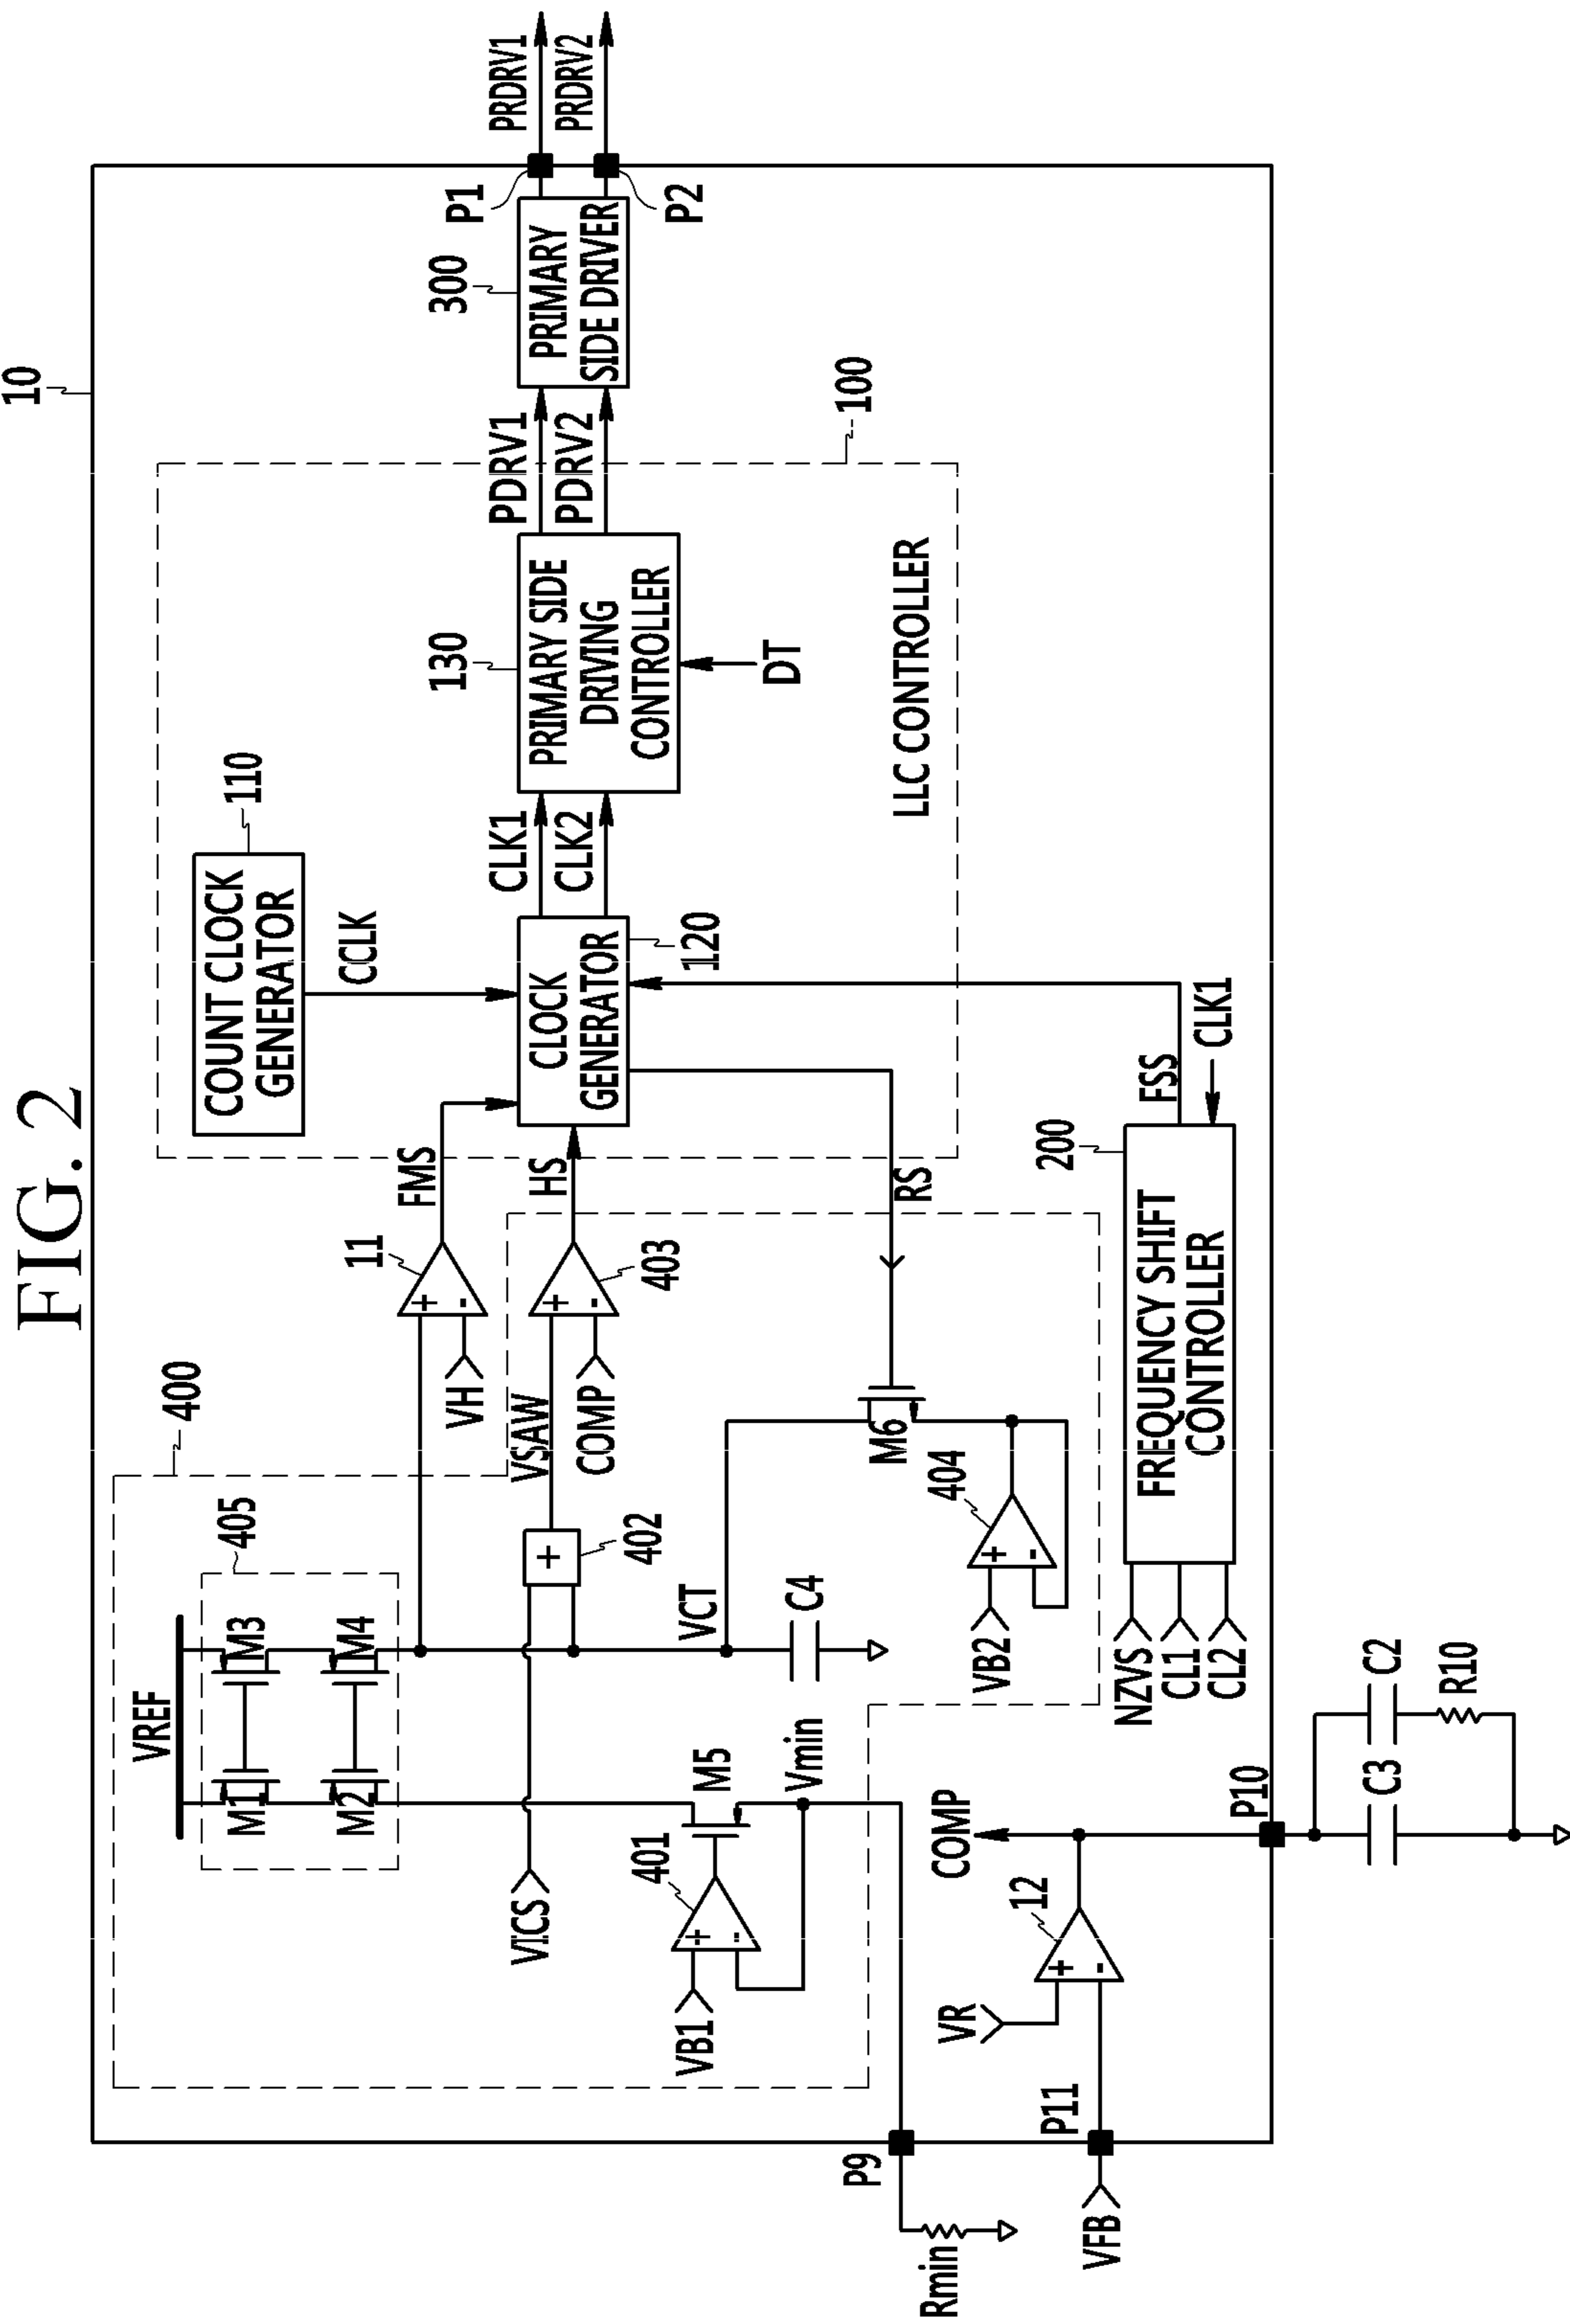 FIG. 2
10
400
VREF
405
M1
M3
M2
M4
11
+
-
VH
FMS
COUNT CLOCK
GENERATOR
110
CCLK
VICS
+
402
VSAW
+
-
403
COMP
HS
CLOCK
GENERATOR
120
CLK1
CLK2
PRIMARY SIDE
DRIVING
CONTROLLER
130
DT
PDRV1
PDRV2
PRIMARY
SIDE DRIVER
300
P1
P2
PRDRV1
PRDRV2
VB1
401
+
-
M5
Vmin
VCT
C4
M6
RS
LLC CONTROLLER
100
VB2
+
-
404
P9
Rmin
VR
VFB
P11
+
-
12
COMP
NZVS
CL1
CL2
FREQUENCY SHIFT
CONTROLLER
200
FSS
CLK1
P10
C3
C2
R10